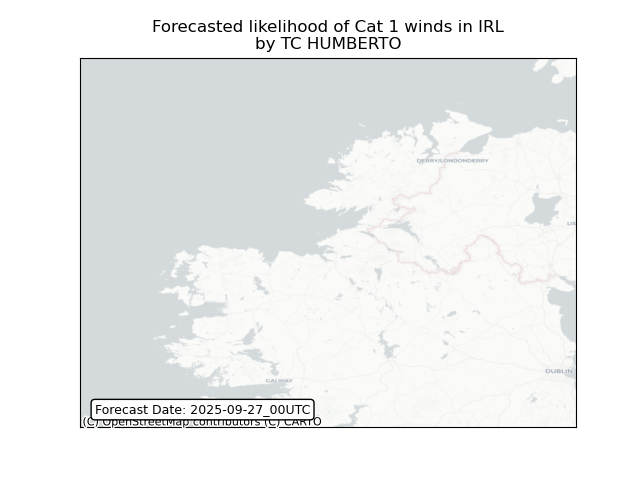 Forecasted likelihood of Cat 1 winds in IRL
by TC HUMBERTO
DERRY/LONDONDERRY
DUBLIN
GALWAY
Forecast Date: 2025-09-27_00UTC
(C) OpenStreetMap contributors (C) CARTO